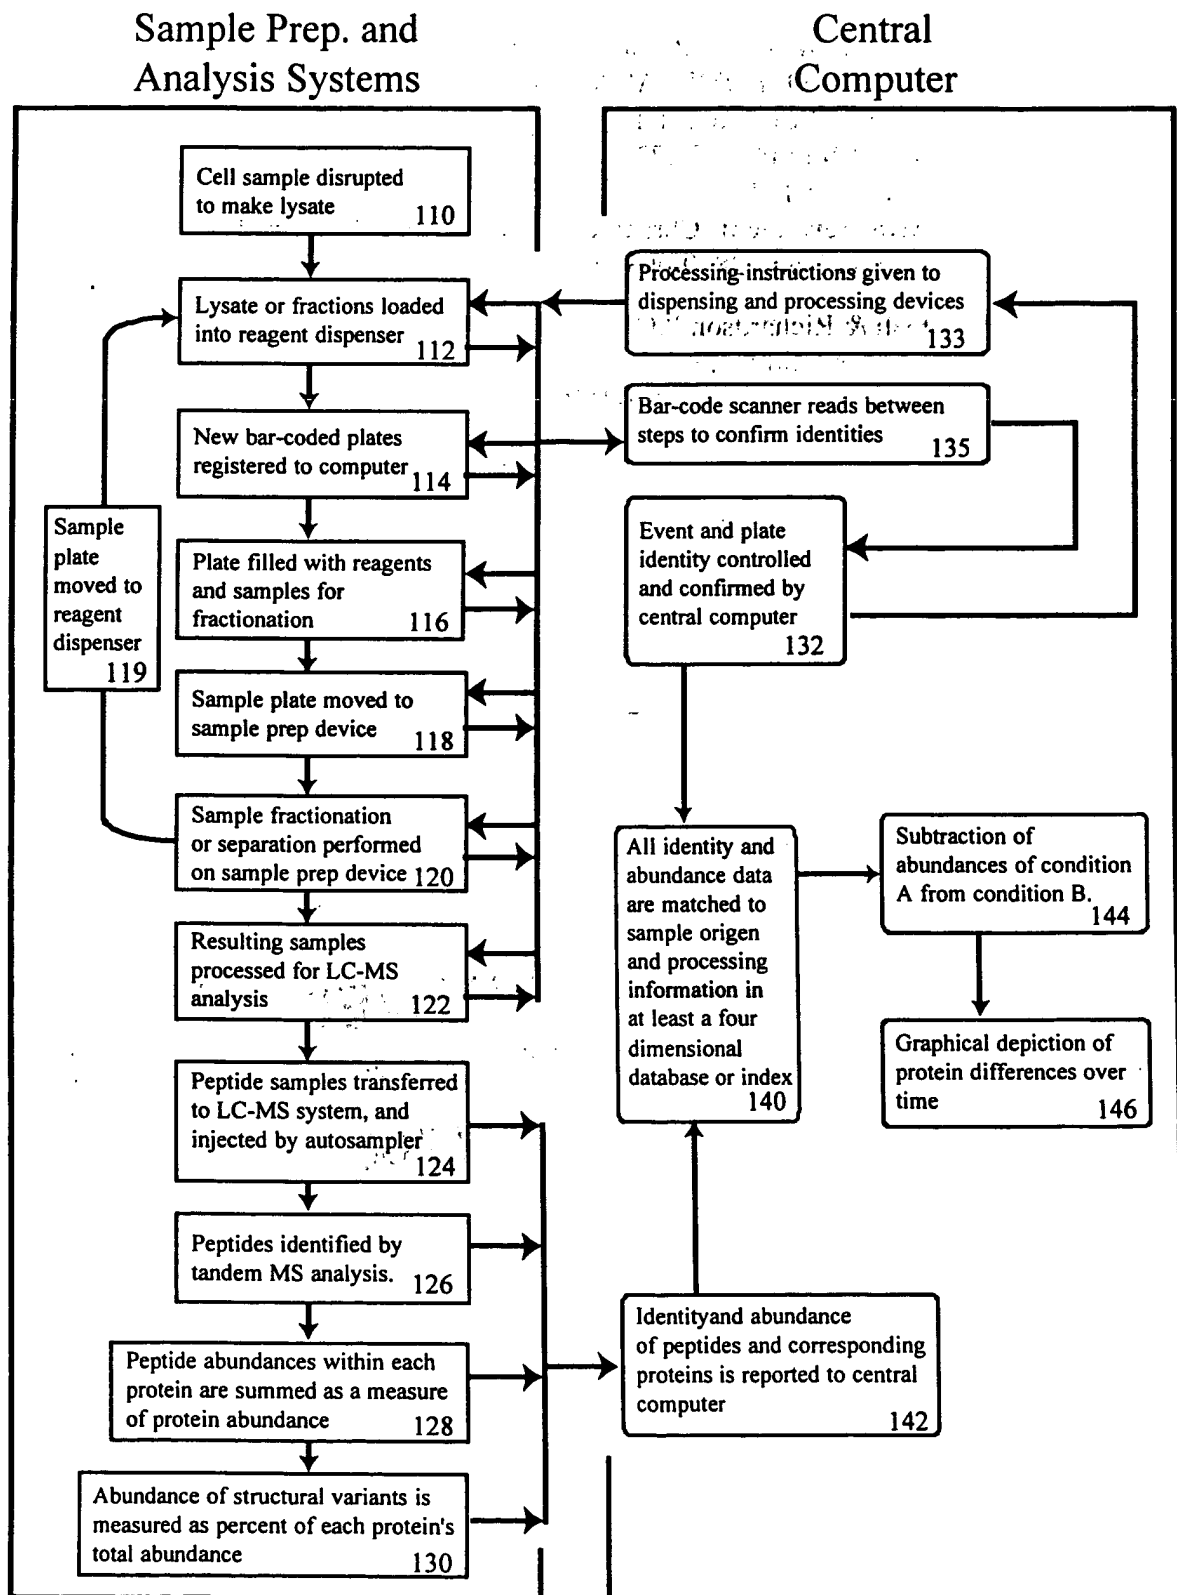 Sample Prep. and
Analysis Systems
Central
Computer
Cell sample disrupted
to make lysate
110
Lysate or fractions loaded
into reagent dispenser
112
New bar-coded plates
registered to computer
114
Plate filled with reagents
and samples for
fractionation
116
Sample plate moved to
sample prep device
118
Sample
plate
moved to
reagent
dispenser
119
Sample fractionation
or separation performed
on sample prep device
120
Resulting samples
processed for LC-MS
analysis
122
Peptide samples transferred
to LC-MS system, and
injected by autosampler
124
Peptides identified by
tandem MS analysis.
126
Peptide abundances within each
protein are summed as a measure
of protein abundance
128
Abundance of structural variants is
measured as percent of each protein's
total abundance
130
Processing-instructions given to
dispensing and processing devices
133
Bar-code scanner reads between
steps to confirm identities
135
Event and plate
identity controlled
and confirmed by
central computer
132
All identity and
abundance data
are matched to
sample origen
and processing
information in
at least a four
dimensional
database or index
140
Subtraction of
abundances of condition
A from condition B.
144
Graphical depiction of
protein differences over
time
146
Identityand abundance
of peptides and corresponding
proteins is reported to central
computer
142